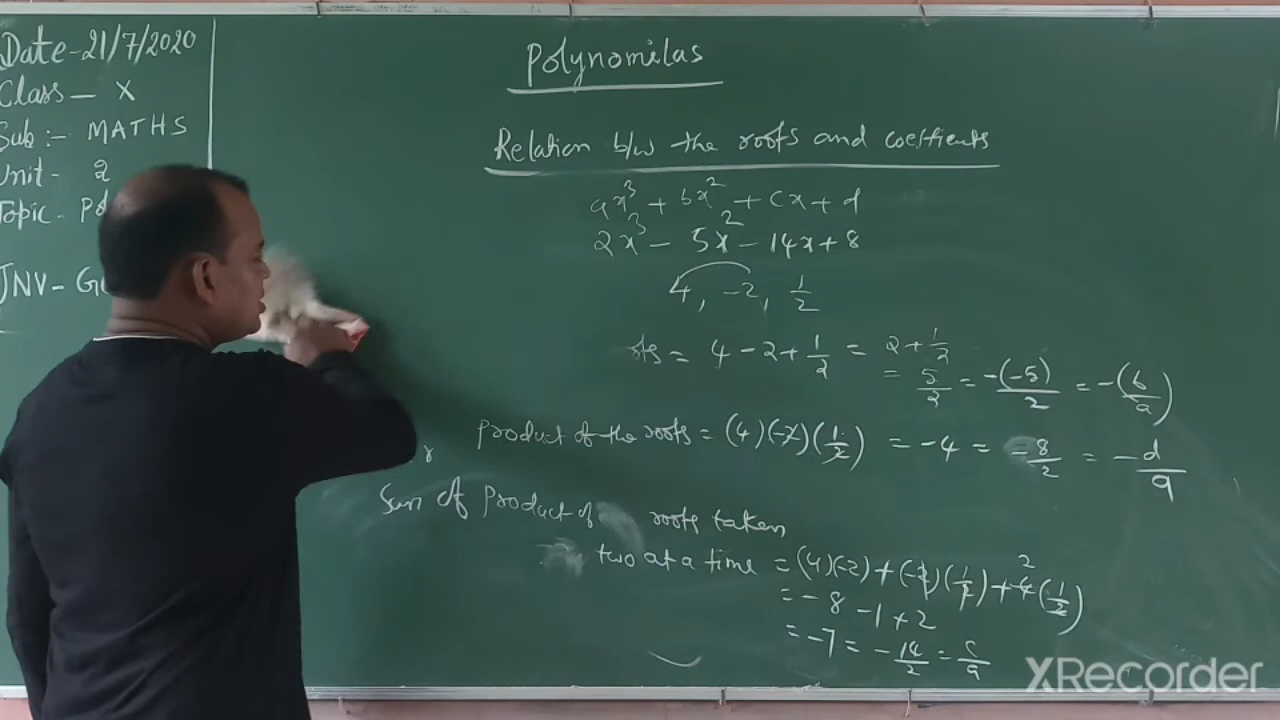 Date-21/7/2020
Class - X
Sub :- MATHS
Unit- 2
Topic- Po
JNV- G
Polynomilas
Relation b/w the roots and coefficients
ax³ + bx² + cx + d
2x³ - 5x² - 14x + 8
4, -2, 1/2
ots = 4 - 2 + 1/2 = 2 + 1/2
= 5/2 = -(-5)/2 = -(b/a)
Product of the roots = (4)(-2)(1/2) = -4 = -8/2 = -d/a
Sum of product of roots taken
two at a time = (4)(-2) + (-2)(1/2) + 4(1/2)
= -8 - 1 + 2
= -7 = -14/2 = c/a
XRecorder